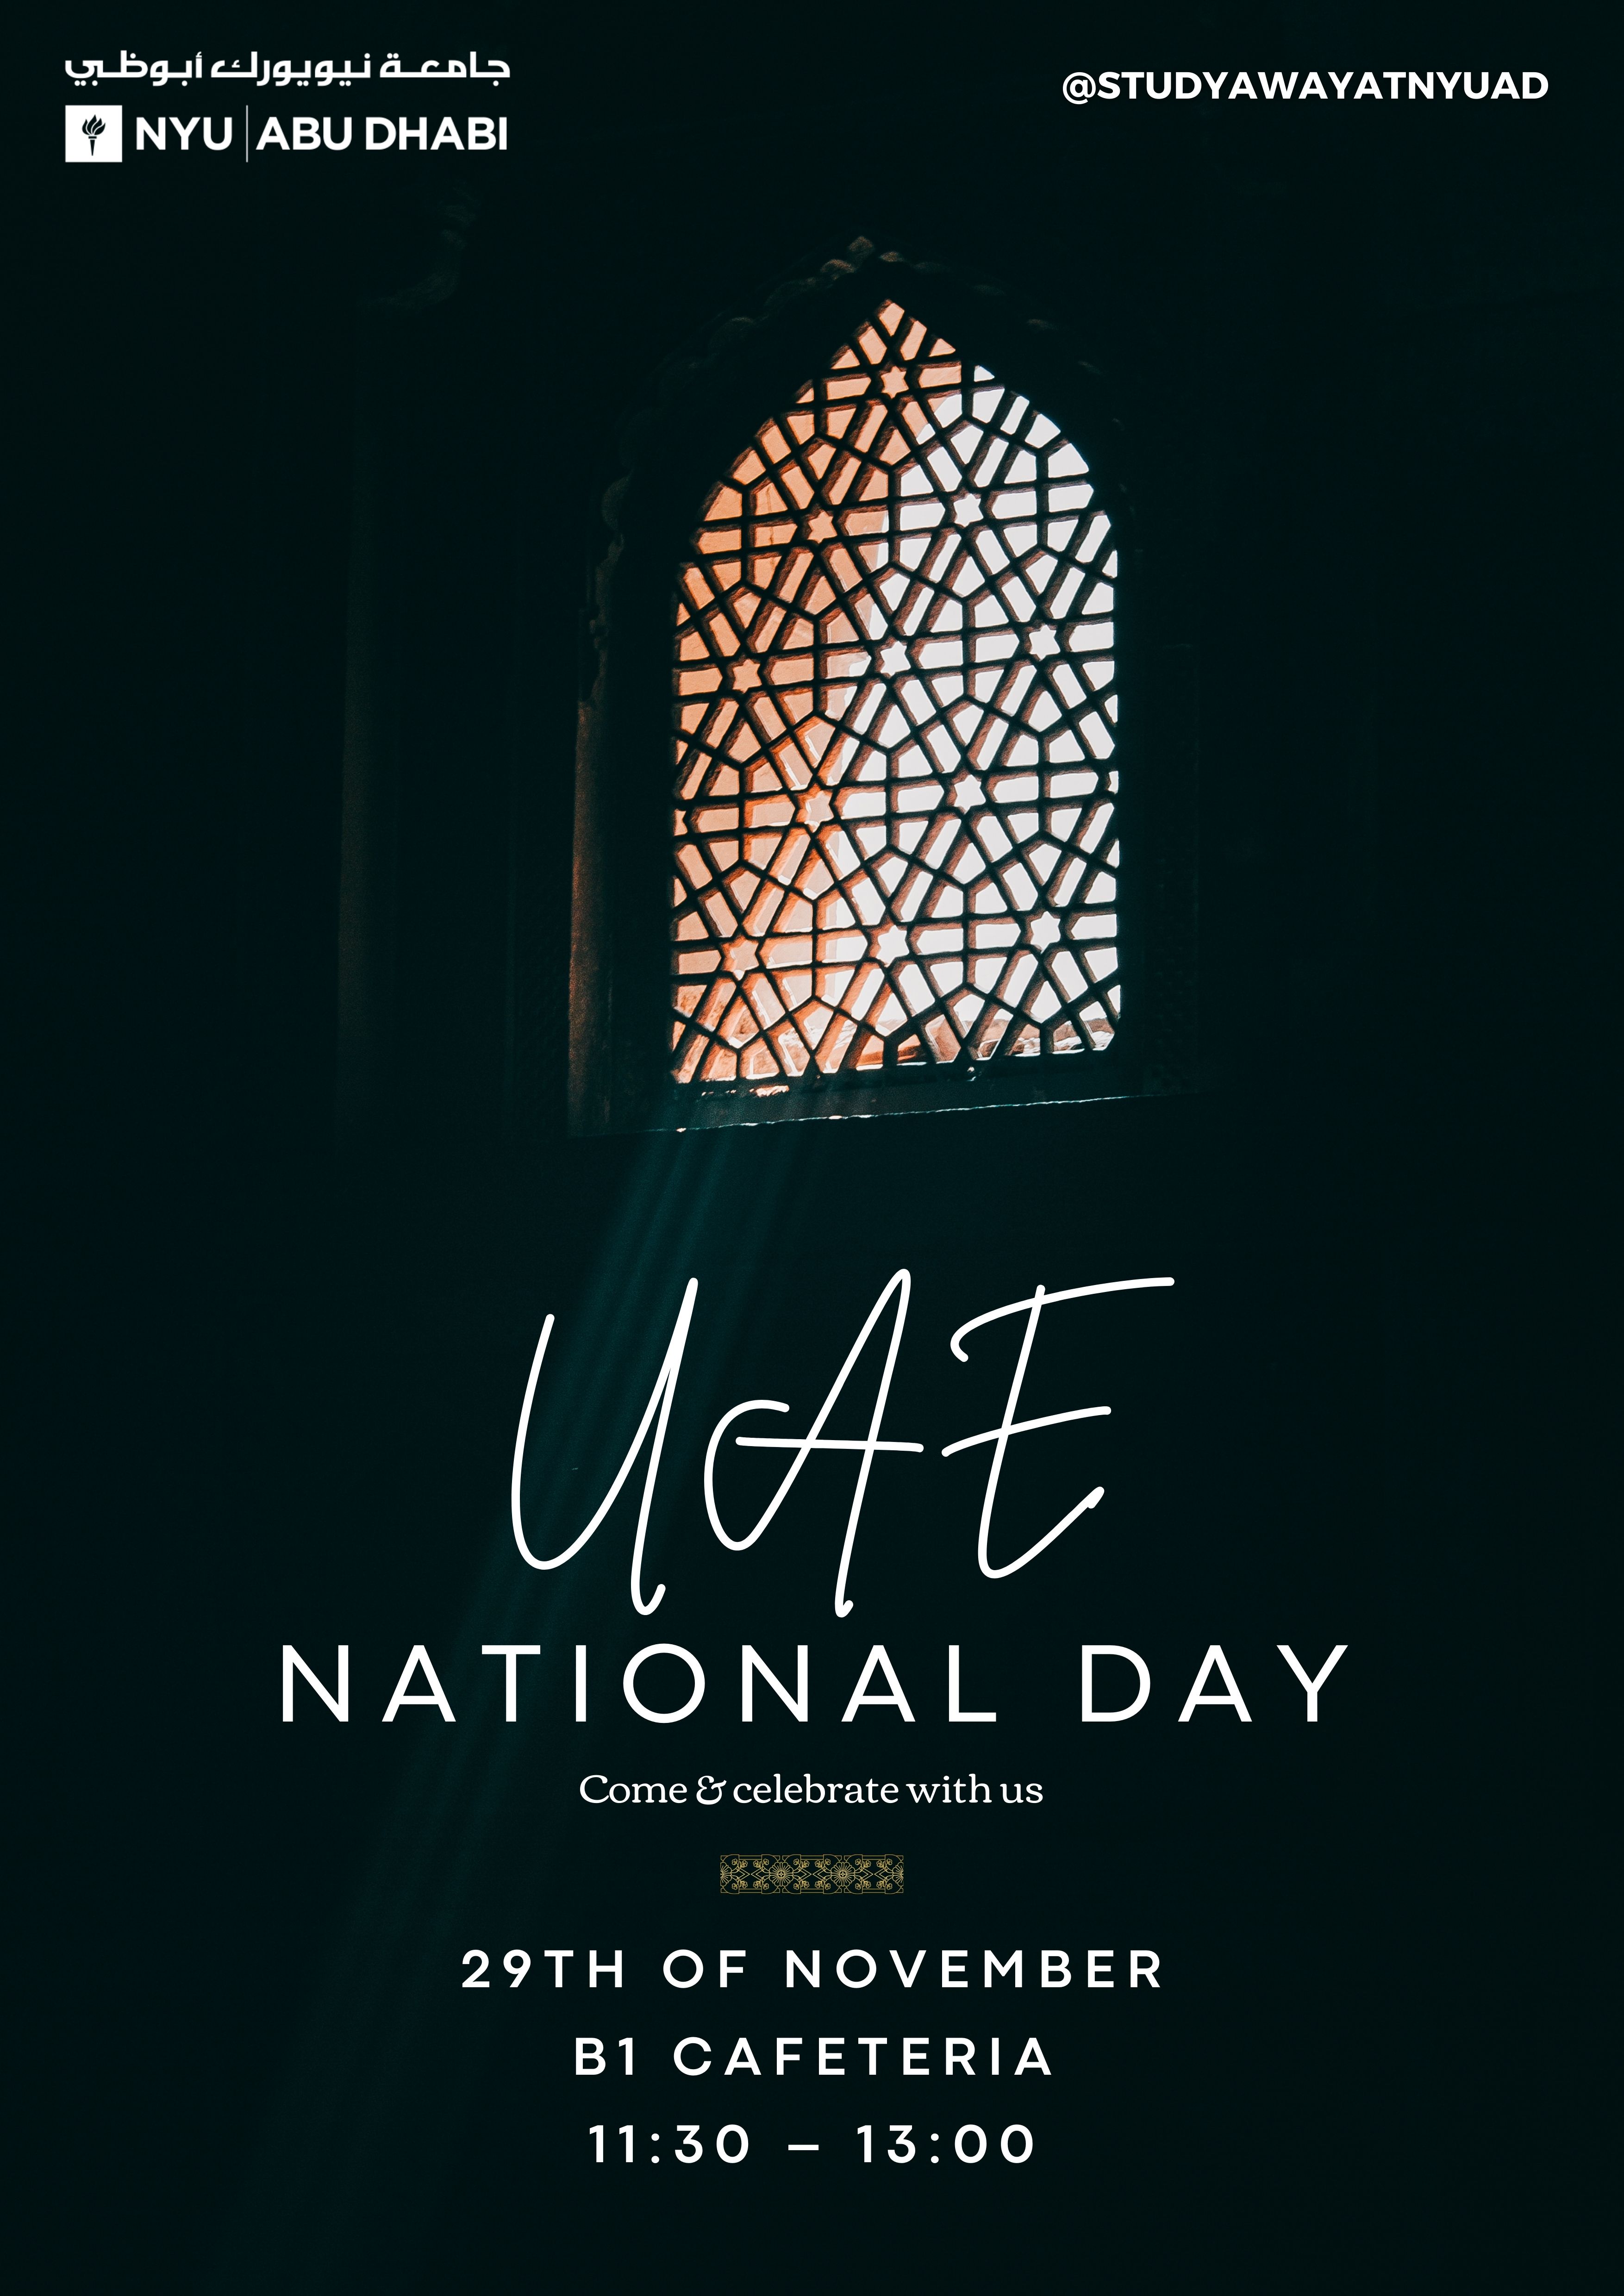 جامعة نيويورك أبوظبي
NYU | ABU DHABI
@STUDYAWAYATNYUAD
UAE
NATIONAL DAY
Come & celebrate with us
29TH OF NOVEMBER
B1 CAFETERIA
11:30 – 13:00